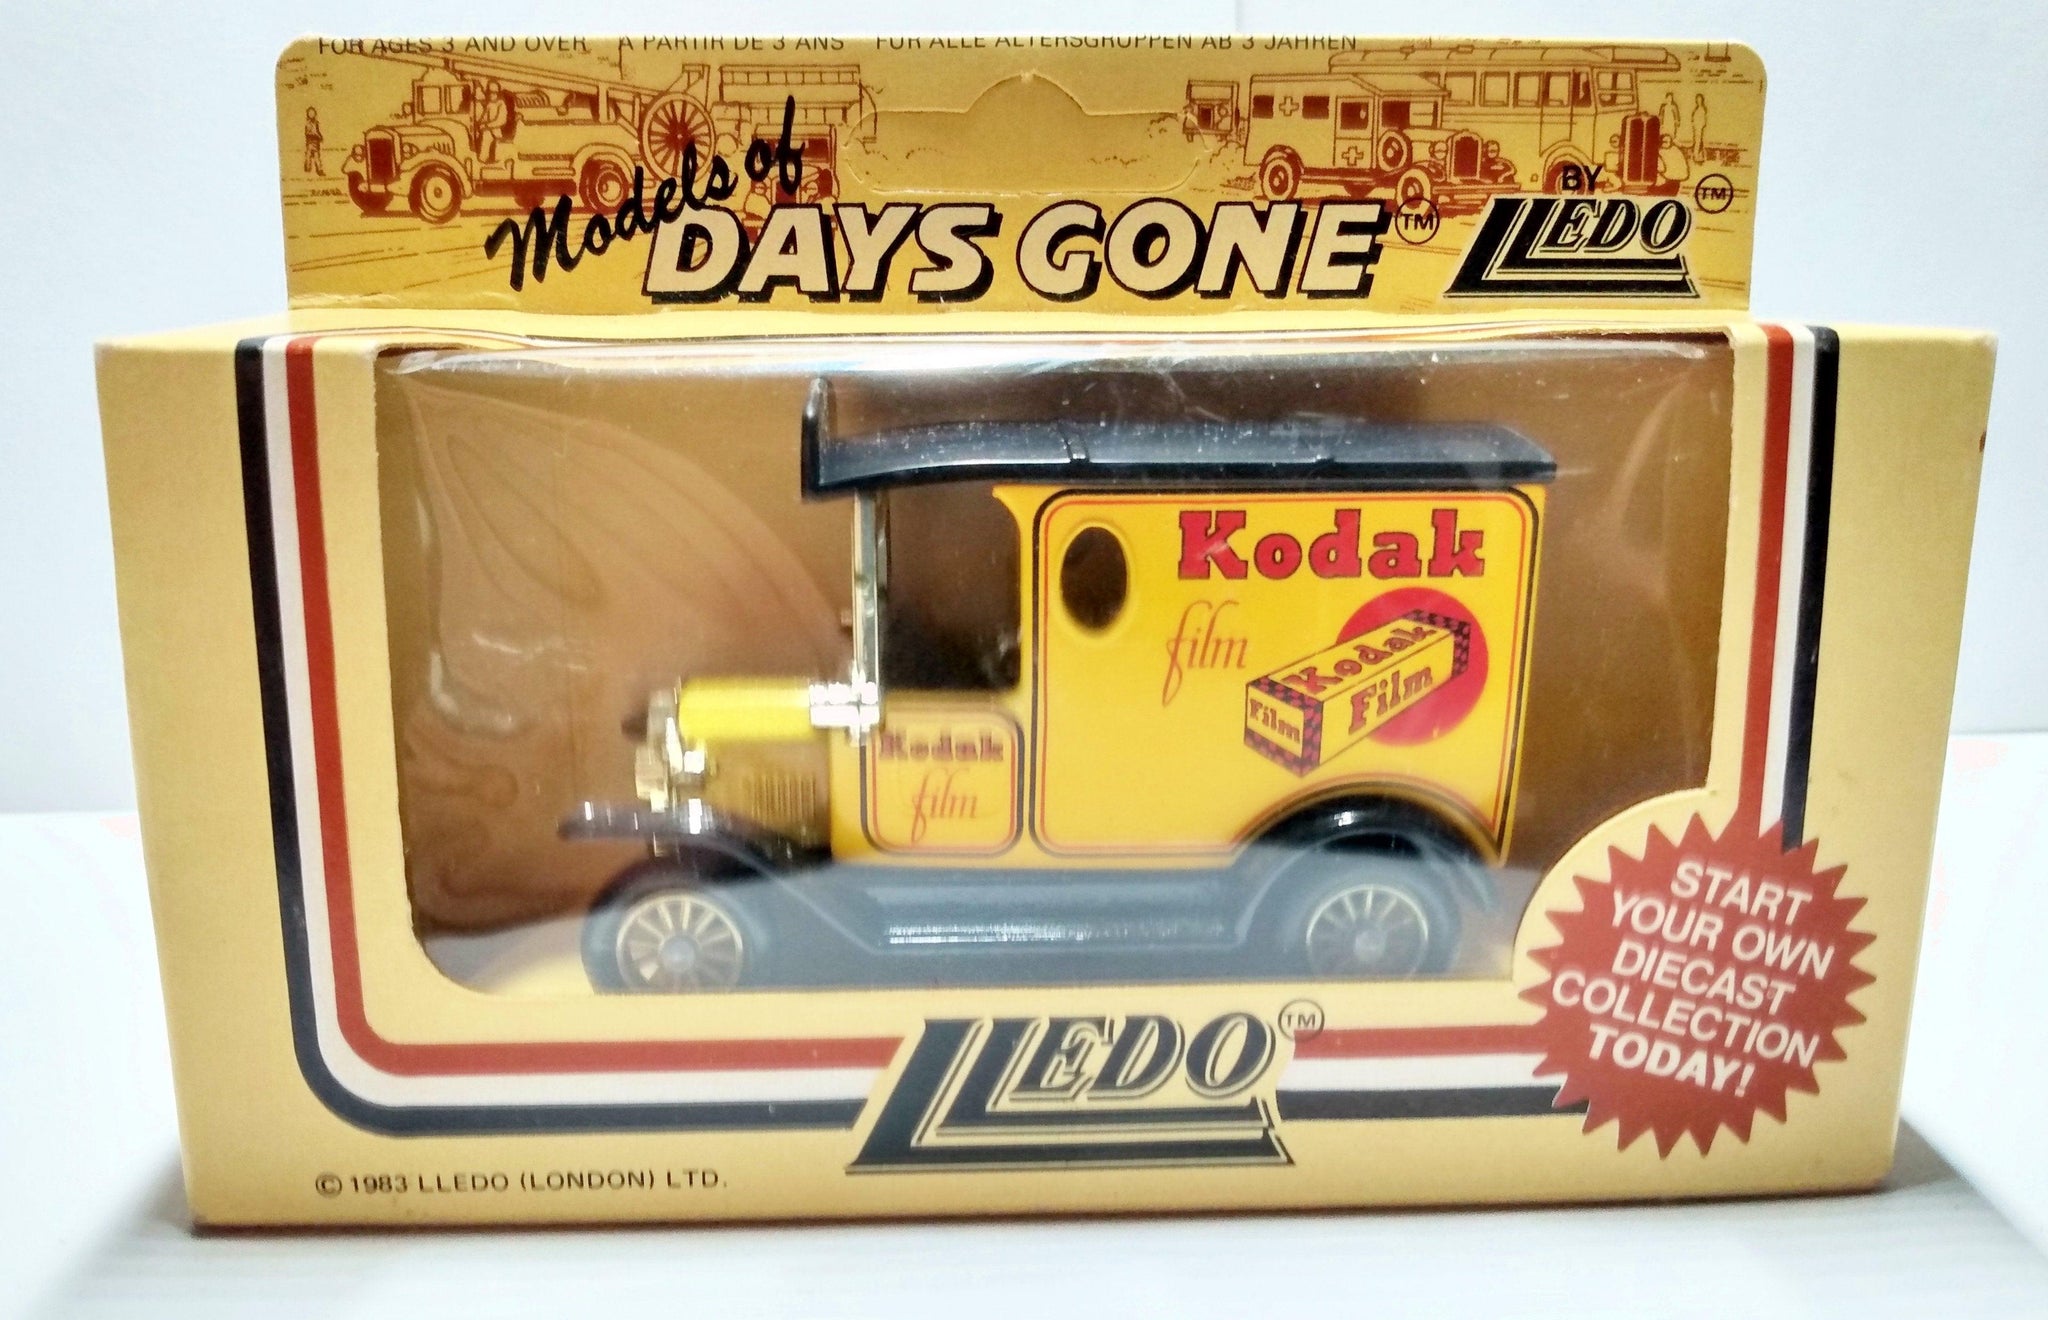 FOR AGES 3 AND OVER A PARTIR DE 3 ANS FÜR ALLE ALTERSGRUPPEN AB 3 JAHREN
Models of
DAYS GONE™
BY
LLEDO™
Kodak
film
Kodak
Film
Film
Kodak
film
START
YOUR OWN
DIECAST
COLLECTION
TODAY!
LLEDO™
© 1983 LLEDO (LONDON) LTD.